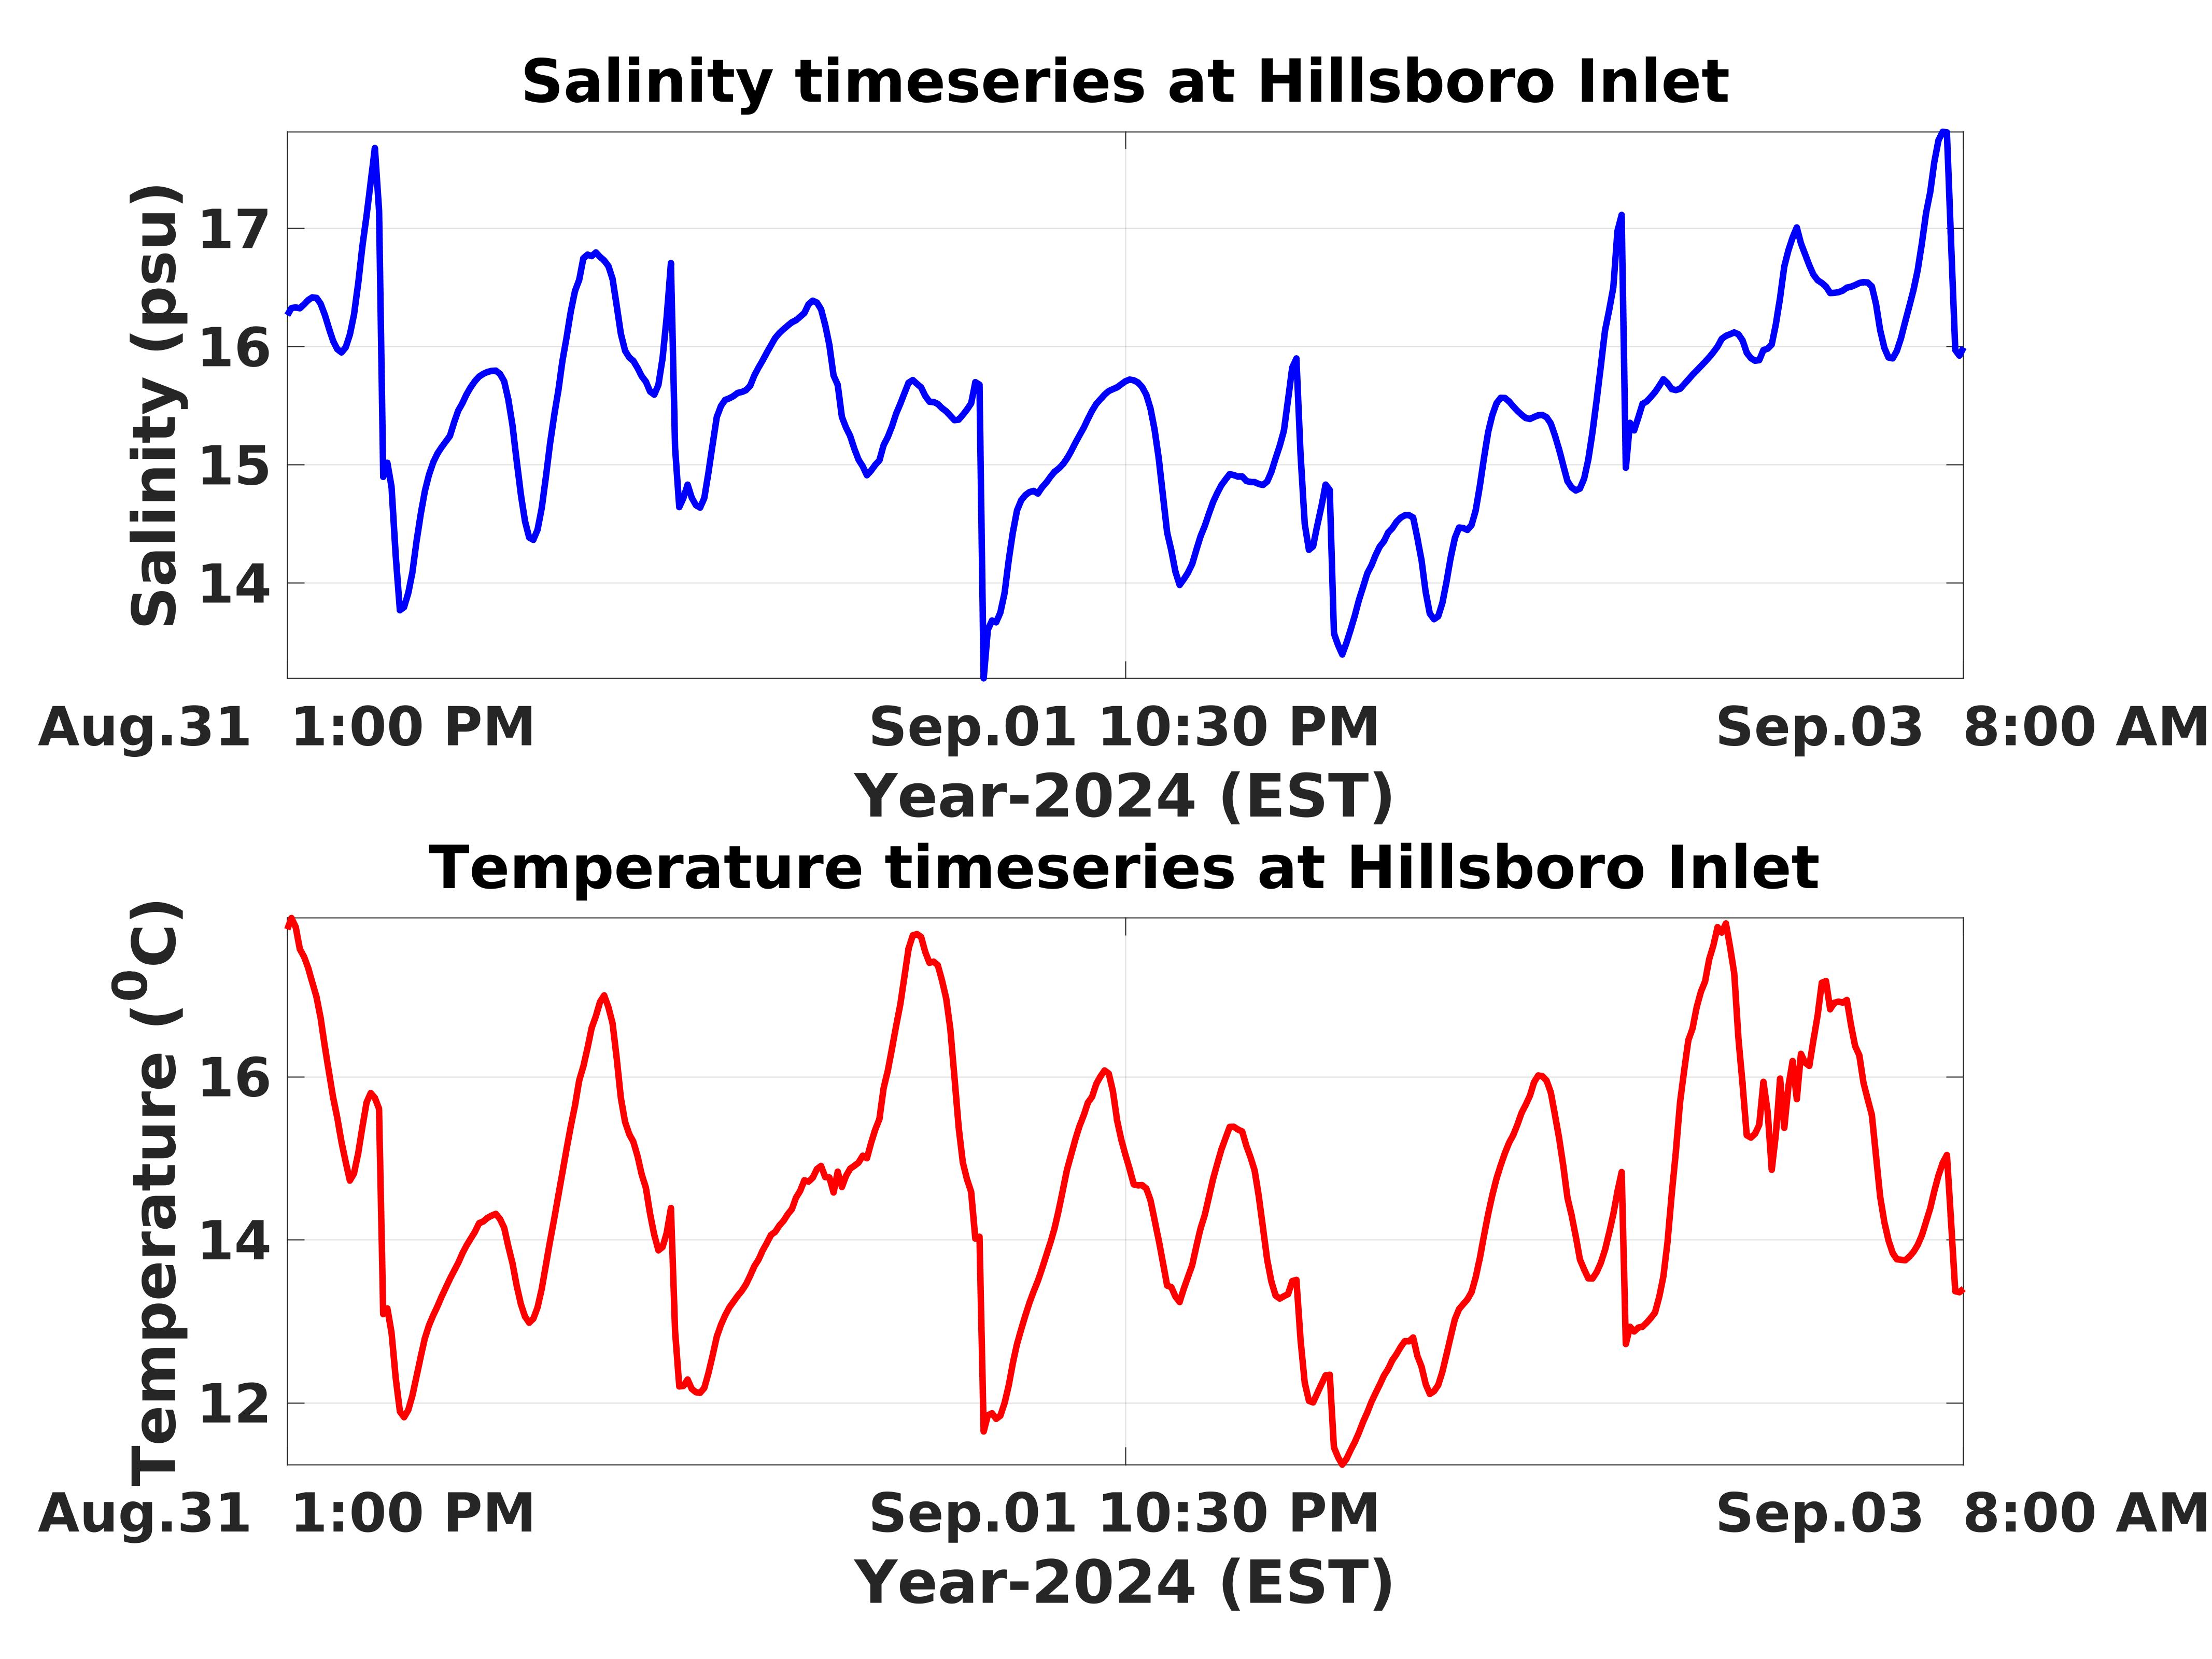 Salinity timeseries at Hillsboro Inlet
Salinity (psu)
17
16
15
14
Aug.31 1:00 PM Sep.01 10:30 PM Sep.03 8:00 AM
Year-2024 (EST)
Temperature timeseries at Hillsboro Inlet
Temperature (⁰C)
16
14
12
Aug.31 1:00 PM Sep.01 10:30 PM Sep.03 8:00 AM
Year-2024 (EST)